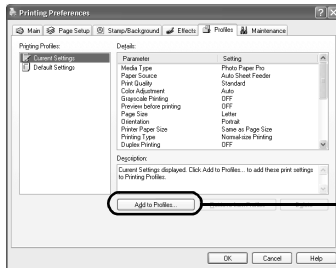 Printing Preferences
Main Page Setup Stamp/Background Effects Profiles Maintenance
Printing Profiles:
Current Settings
Default Settings
Details:
Parameter Setting
Media Type Photo Paper Pro
Paper Source Auto Sheet Feeder
Print Quality Standard
Color Adjustment Auto
Grayscale Printing OFF
Preview before printing OFF
Page Size Letter
Orientation Portrait
Printer Paper Size Same as Page Size
Printing Type Normal-size Printing
Duplex Printing OFF
Description:
Current Settings displayed. Click Add to Profiles... to add these print settings
to Printing Profiles.
Add to Profiles...
OK Cancel Help